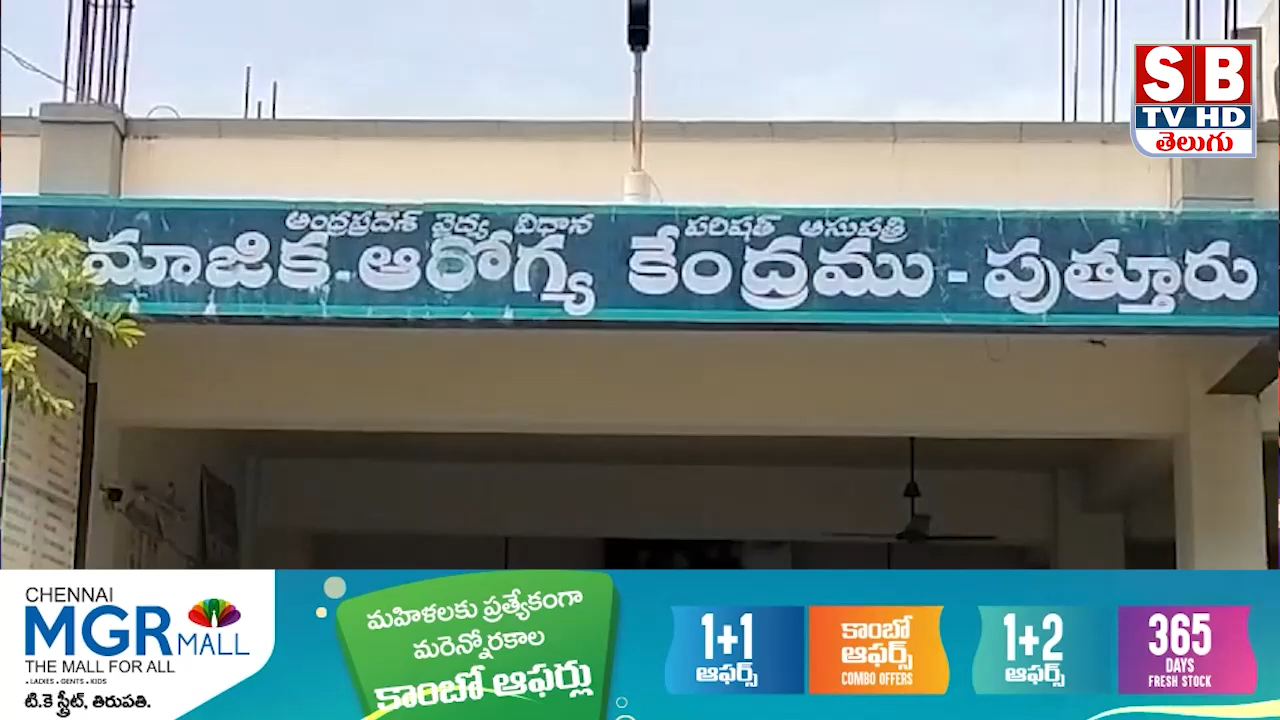 SB
TV HD
తెలుగు
ఆంధ్రప్రదేశ్ వైద్య విధాన పరిషత్ ఆసుపత్రి
మాజిక-ఆరోగ్య కేంద్రము - పుత్తూరు
CHENNAI
MGR MALL
THE MALL FOR ALL
• LADIES • GENTS • KIDS
టి.కె స్ట్రీట్, తిరుపతి.
మహిళలకు ప్రత్యేకంగా
మరెన్నోరకాల
కాంబో ఆఫర్లు
1+1
ఆఫర్స్
కాంబో
ఆఫర్స్
COMBO OFFERS
1+2
ఆఫర్స్
365
DAYS
FRESH STOCK